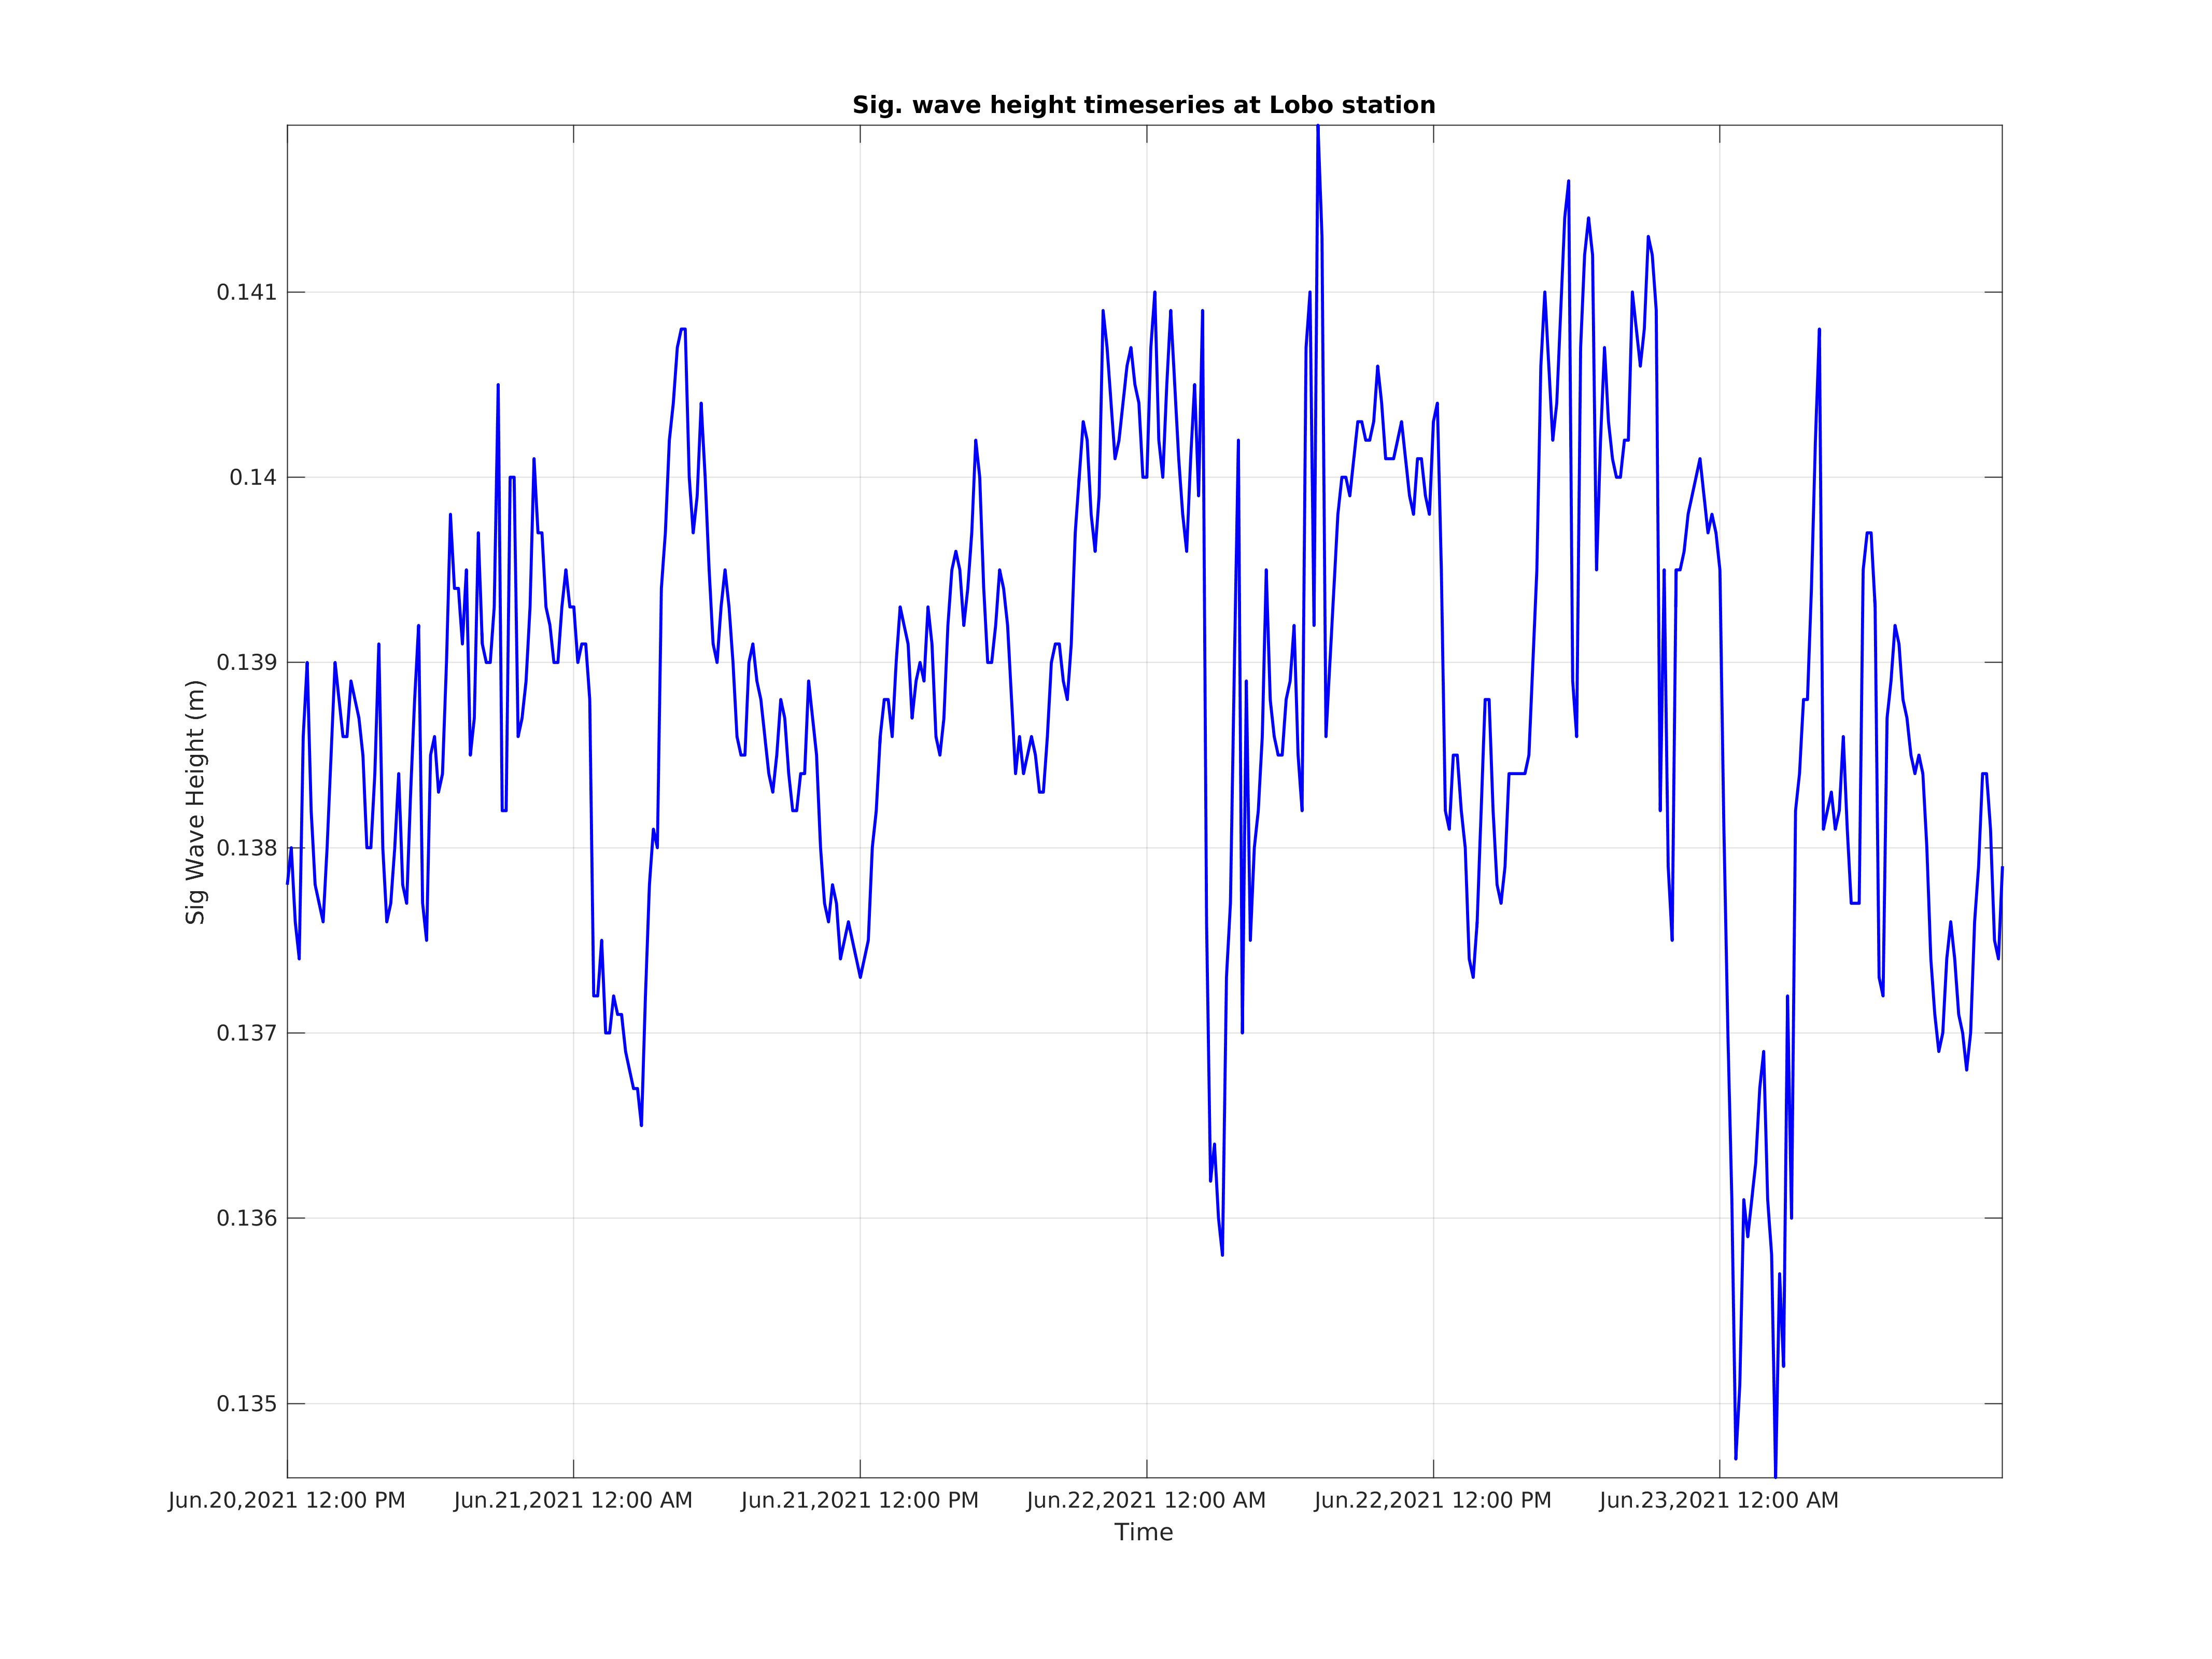 Sig. wave height timeseries at Lobo station
0.141
0.14
0.139
0.138
0.137
0.136
0.135
Sig Wave Height (m)
Jun.20,2021 12:00 PM Jun.21,2021 12:00 AM Jun.21,2021 12:00 PM Jun.22,2021 12:00 AM Jun.22,2021 12:00 PM Jun.23,2021 12:00 AM
Time